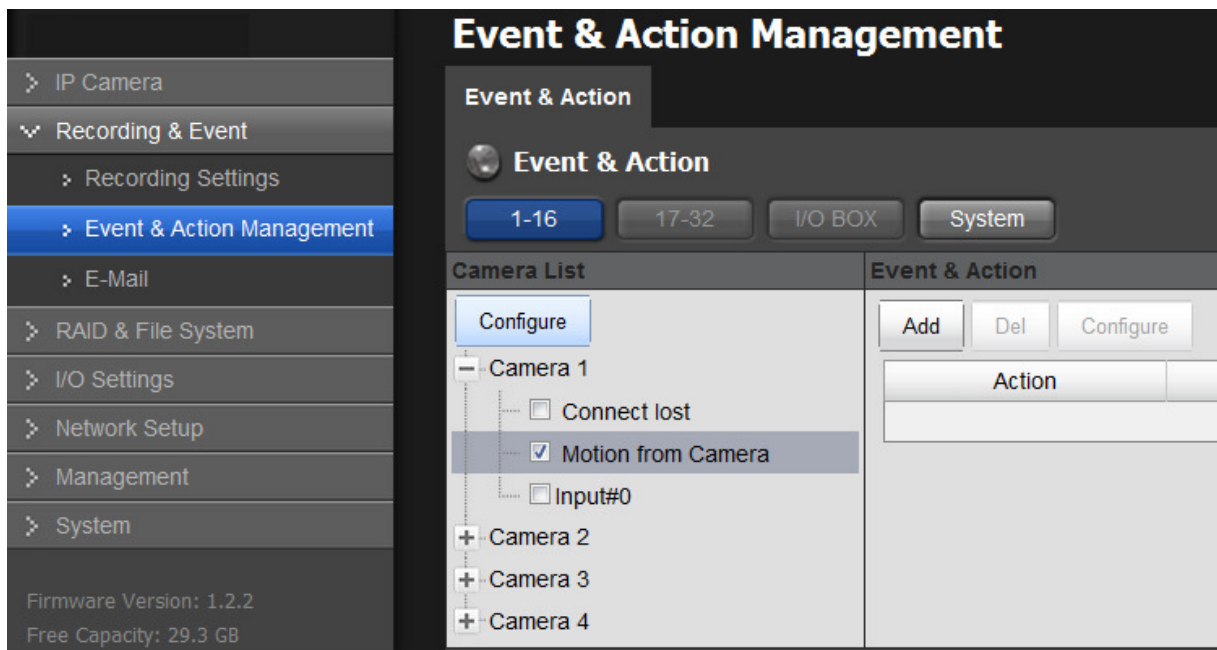 Event & Action Management
IP Camera
Recording & Event
Recording Settings
Event & Action Management
E-Mail
RAID & File System
I/O Settings
Network Setup
Management
System
Firmware Version: 1.2.2
Free Capacity: 29.3 GB
Event & Action
Event & Action
1-16 17-32 I/O BOX System
Camera List
Configure
Camera 1
Connect lost
Motion from Camera
Input#0
Camera 2
Camera 3
Camera 4
Event & Action
Add Del Configure
Action